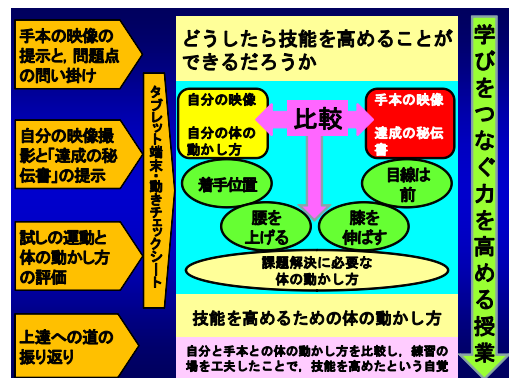 手本の映像の
提示と，問題点
の問い掛け
自分の映像撮
影と「達成の秘
伝書」の提示
試しの運動と
体の動かし方
の評価
上達への道の
振り返り
タブレット端末・動きチェックシート
どうしたら技能を高めることが
できるだろうか
自分の映像
自分の体の
動かし方
比較
手本の映像
達成の秘伝
書
着手位置
目線は
前
腰を
上げる
膝を
伸ばす
課題解決に必要な
体の動かし方
技能を高めるための体の動かし方
自分と手本との体の動かし方を比較し，練習の
場を工夫したことで，技能を高めたという自覚
学びをつなぐ力を高める授業